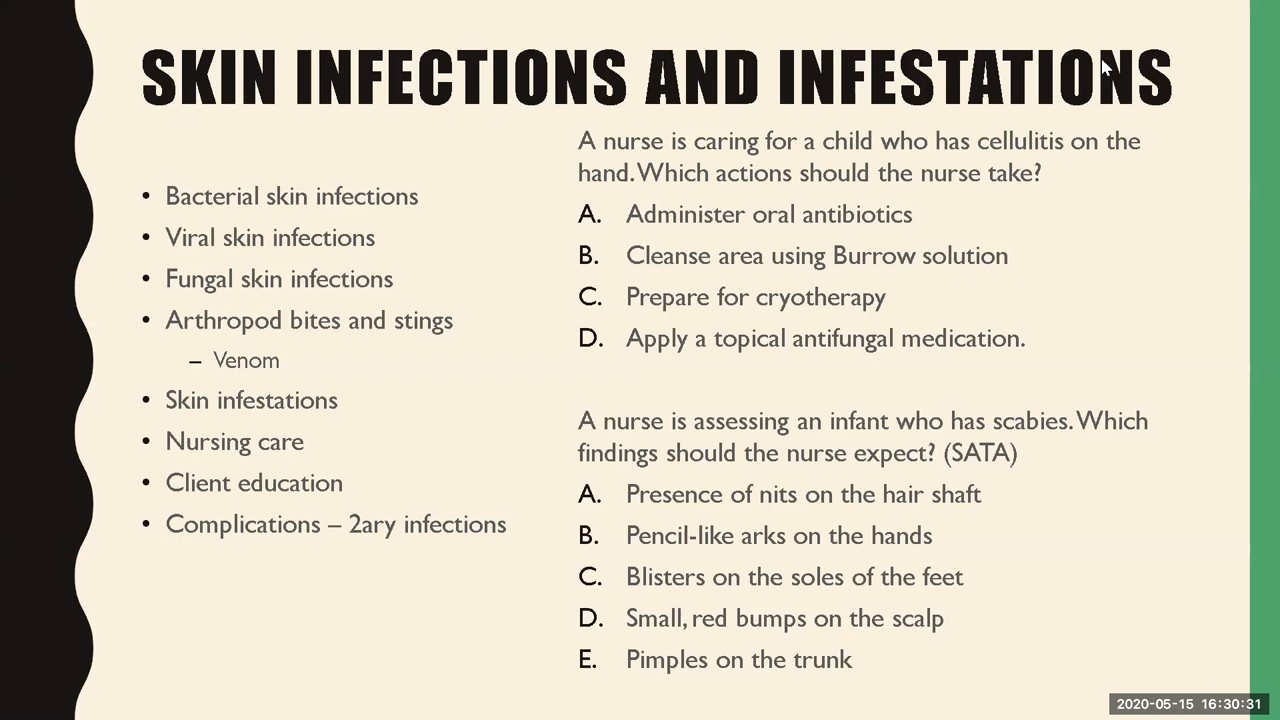 SKIN INFECTIONS AND INFESTATIONS
• Bacterial skin infections
• Viral skin infections
• Fungal skin infections
• Arthropod bites and stings
– Venom
• Skin infestations
• Nursing care
• Client education
• Complications – 2ary infections
A nurse is caring for a child who has cellulitis on the
hand. Which actions should the nurse take?
A. Administer oral antibiotics
B. Cleanse area using Burrow solution
C. Prepare for cryotherapy
D. Apply a topical antifungal medication.
A nurse is assessing an infant who has scabies. Which
findings should the nurse expect? (SATA)
A. Presence of nits on the hair shaft
B. Pencil-like arks on the hands
C. Blisters on the soles of the feet
D. Small, red bumps on the scalp
E. Pimples on the trunk
2020-05-15 16:30:31